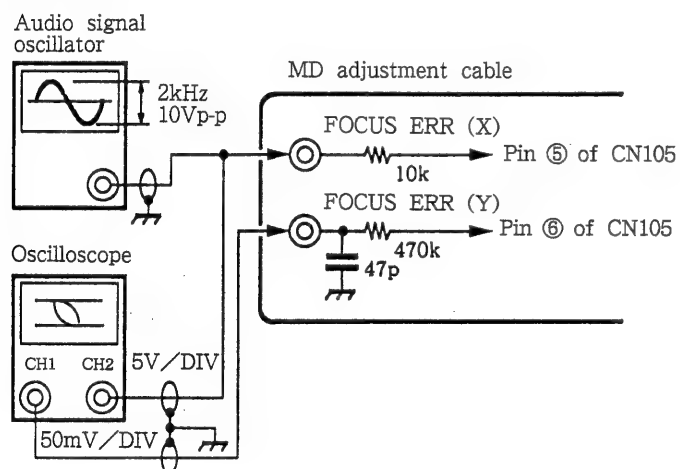 Audio signal
oscillator
2kHz
10Vp-p
MD adjustment cable
FOCUS ERR (X)
10k
Pin ⑤ of CN105
FOCUS ERR (Y)
470k
Pin ⑥ of CN105
47p
Oscilloscope
CH1 CH2
5V/DIV
50mV/DIV